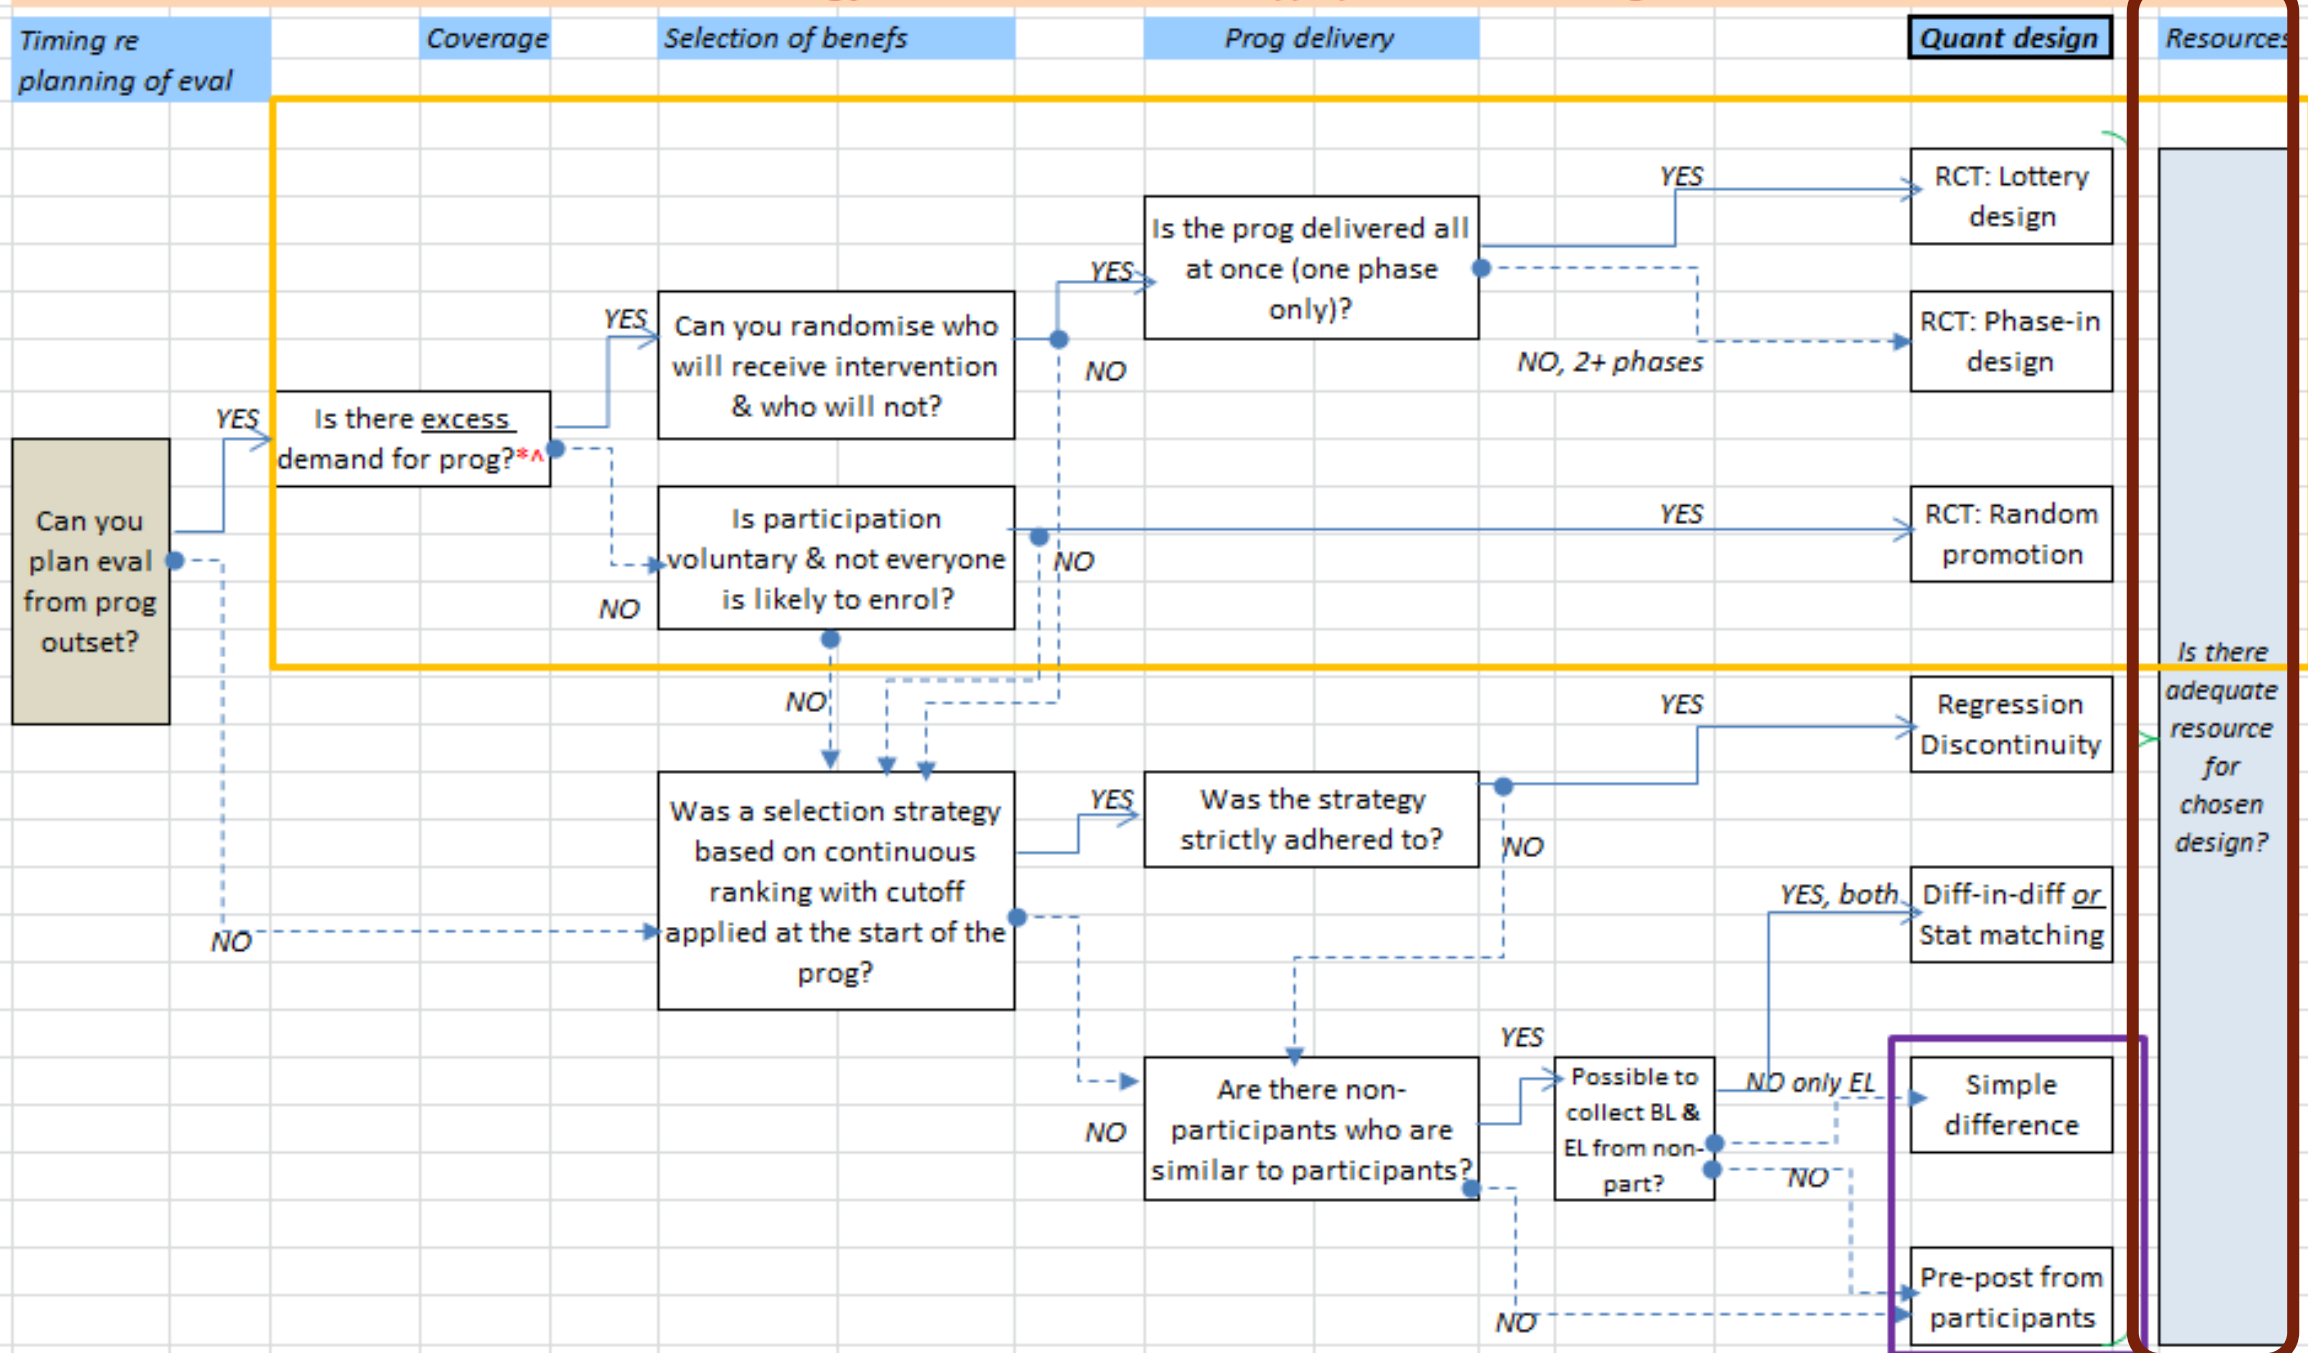 Timing re
planning of eval
Coverage
Selection of benefs
Prog delivery
Quant design
Resources
Can you
plan eval
from prog
outset?
YES
NO
Is there excess
demand for prog?*^
YES
NO
Can you randomise who
will receive intervention
& who will not?
YES
NO
Is participation
voluntary & not everyone
is likely to enrol?
YES
NO
NO
Is the prog delivered all
at once (one phase
only)?
YES
NO, 2+ phases
RCT: Lottery
design
RCT: Phase-in
design
RCT: Random
promotion
Was a selection strategy
based on continuous
ranking with cutoff
applied at the start of the
prog?
YES
NO
Was the strategy
strictly adhered to?
YES
NO
Regression
Discontinuity
Are there non-
participants who are
similar to participants?
YES
NO
Possible to
collect BL &
EL from non-
part?
YES, both
NO only EL
NO
Diff-in-diff or
Stat matching
Simple
difference
Pre-post from
participants
Is there
adequate
resource
for
chosen
design?